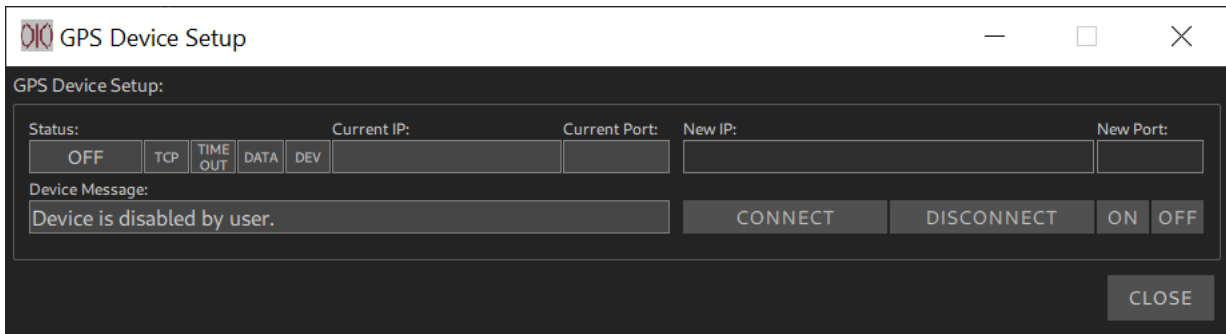 GPS Device Setup
GPS Device Setup:
Status: Current IP: Current Port: New IP: New Port:
OFF TCP TIME OUT DATA DEV
Device Message:
Device is disabled by user. CONNECT DISCONNECT ON OFF
CLOSE